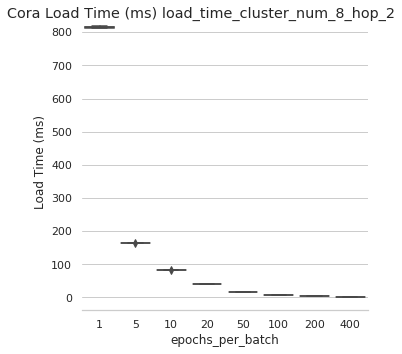 Cora Load Time (ms) load_time_cluster_num_8_hop_2
800
700
600
500
400
300
200
100
0
Load Time (ms)
1 5 10 20 50 100 200 400
epochs_per_batch